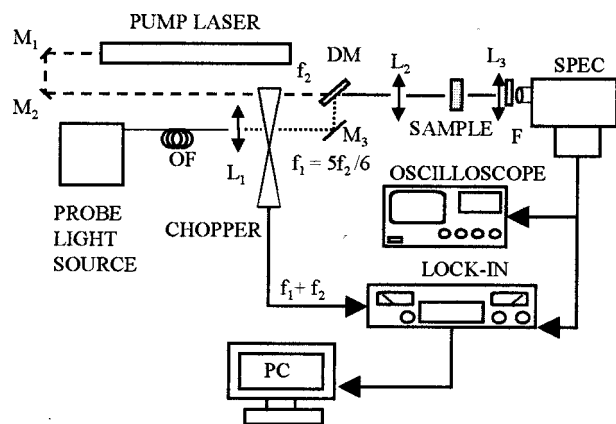 PUMP LASER
M1
f2
DM
L2
L3
SPEC
M2
M3
SAMPLE
F
OF
L1
f1 = 5f2/6
OSCILLOSCOPE
PROBE
LIGHT
SOURCE
CHOPPER
LOCK-IN
f1+ f2
PC